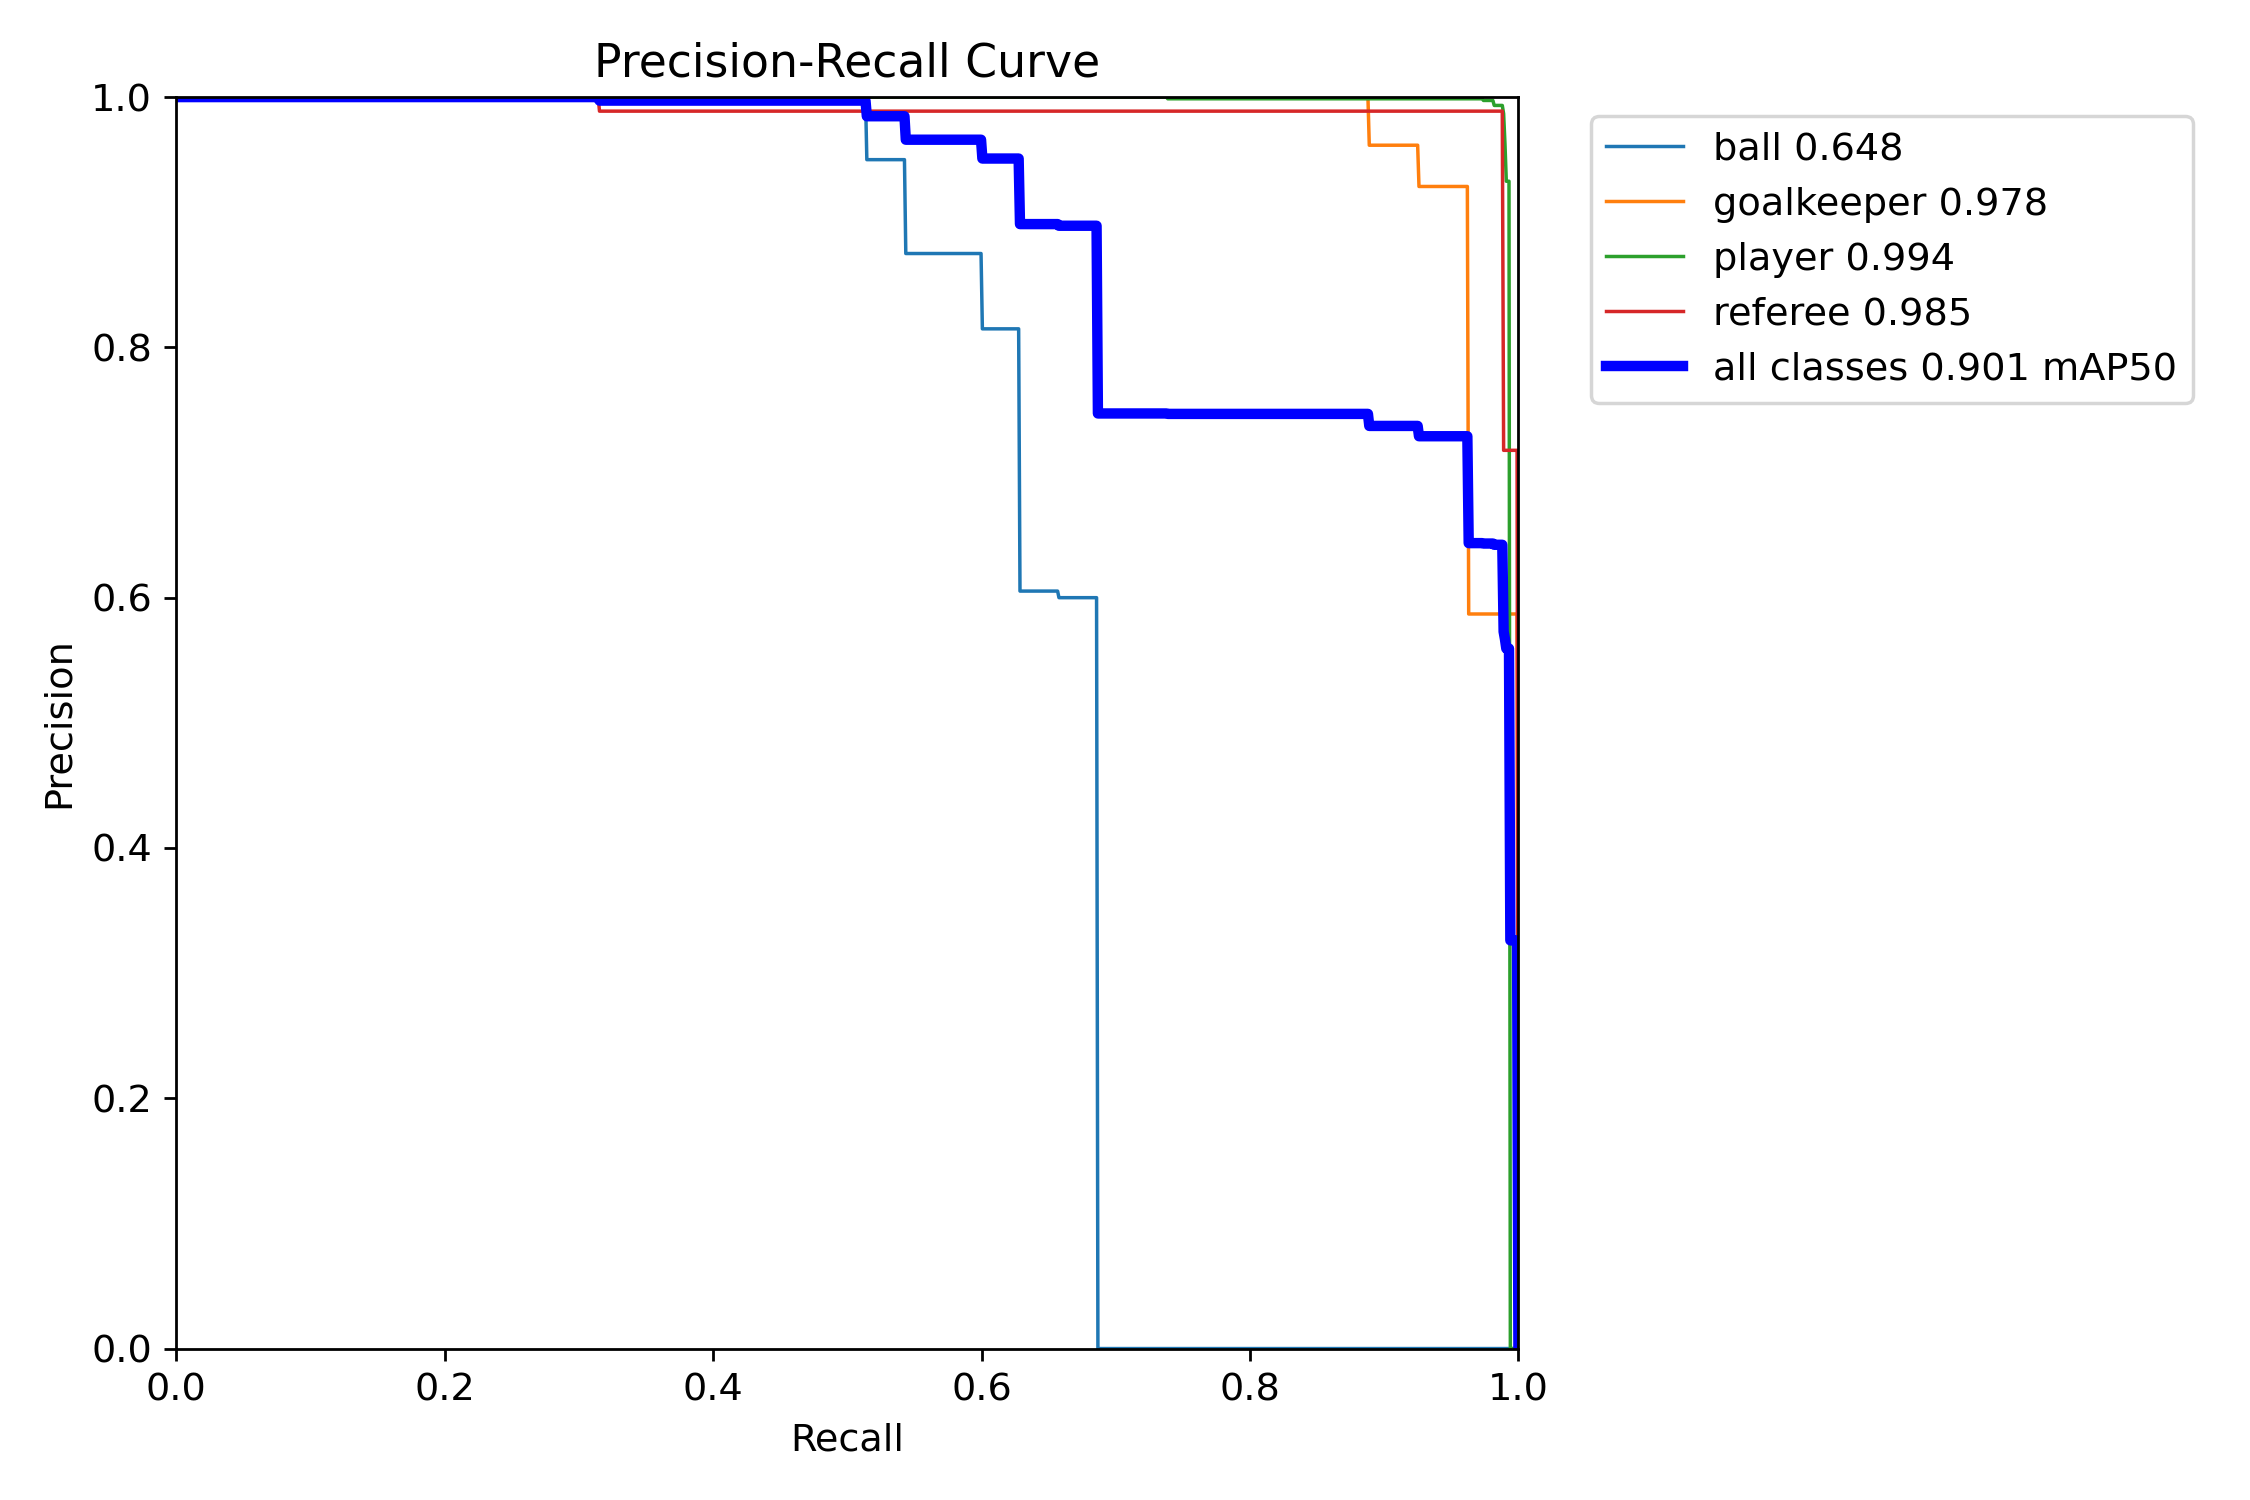 Precision-Recall Curve
1.0
0.8
0.6
0.4
0.2
0.0
Precision
0.0 0.2 0.4 0.6 0.8 1.0
Recall
ball 0.648
goalkeeper 0.978
player 0.994
referee 0.985
all classes 0.901 mAP50